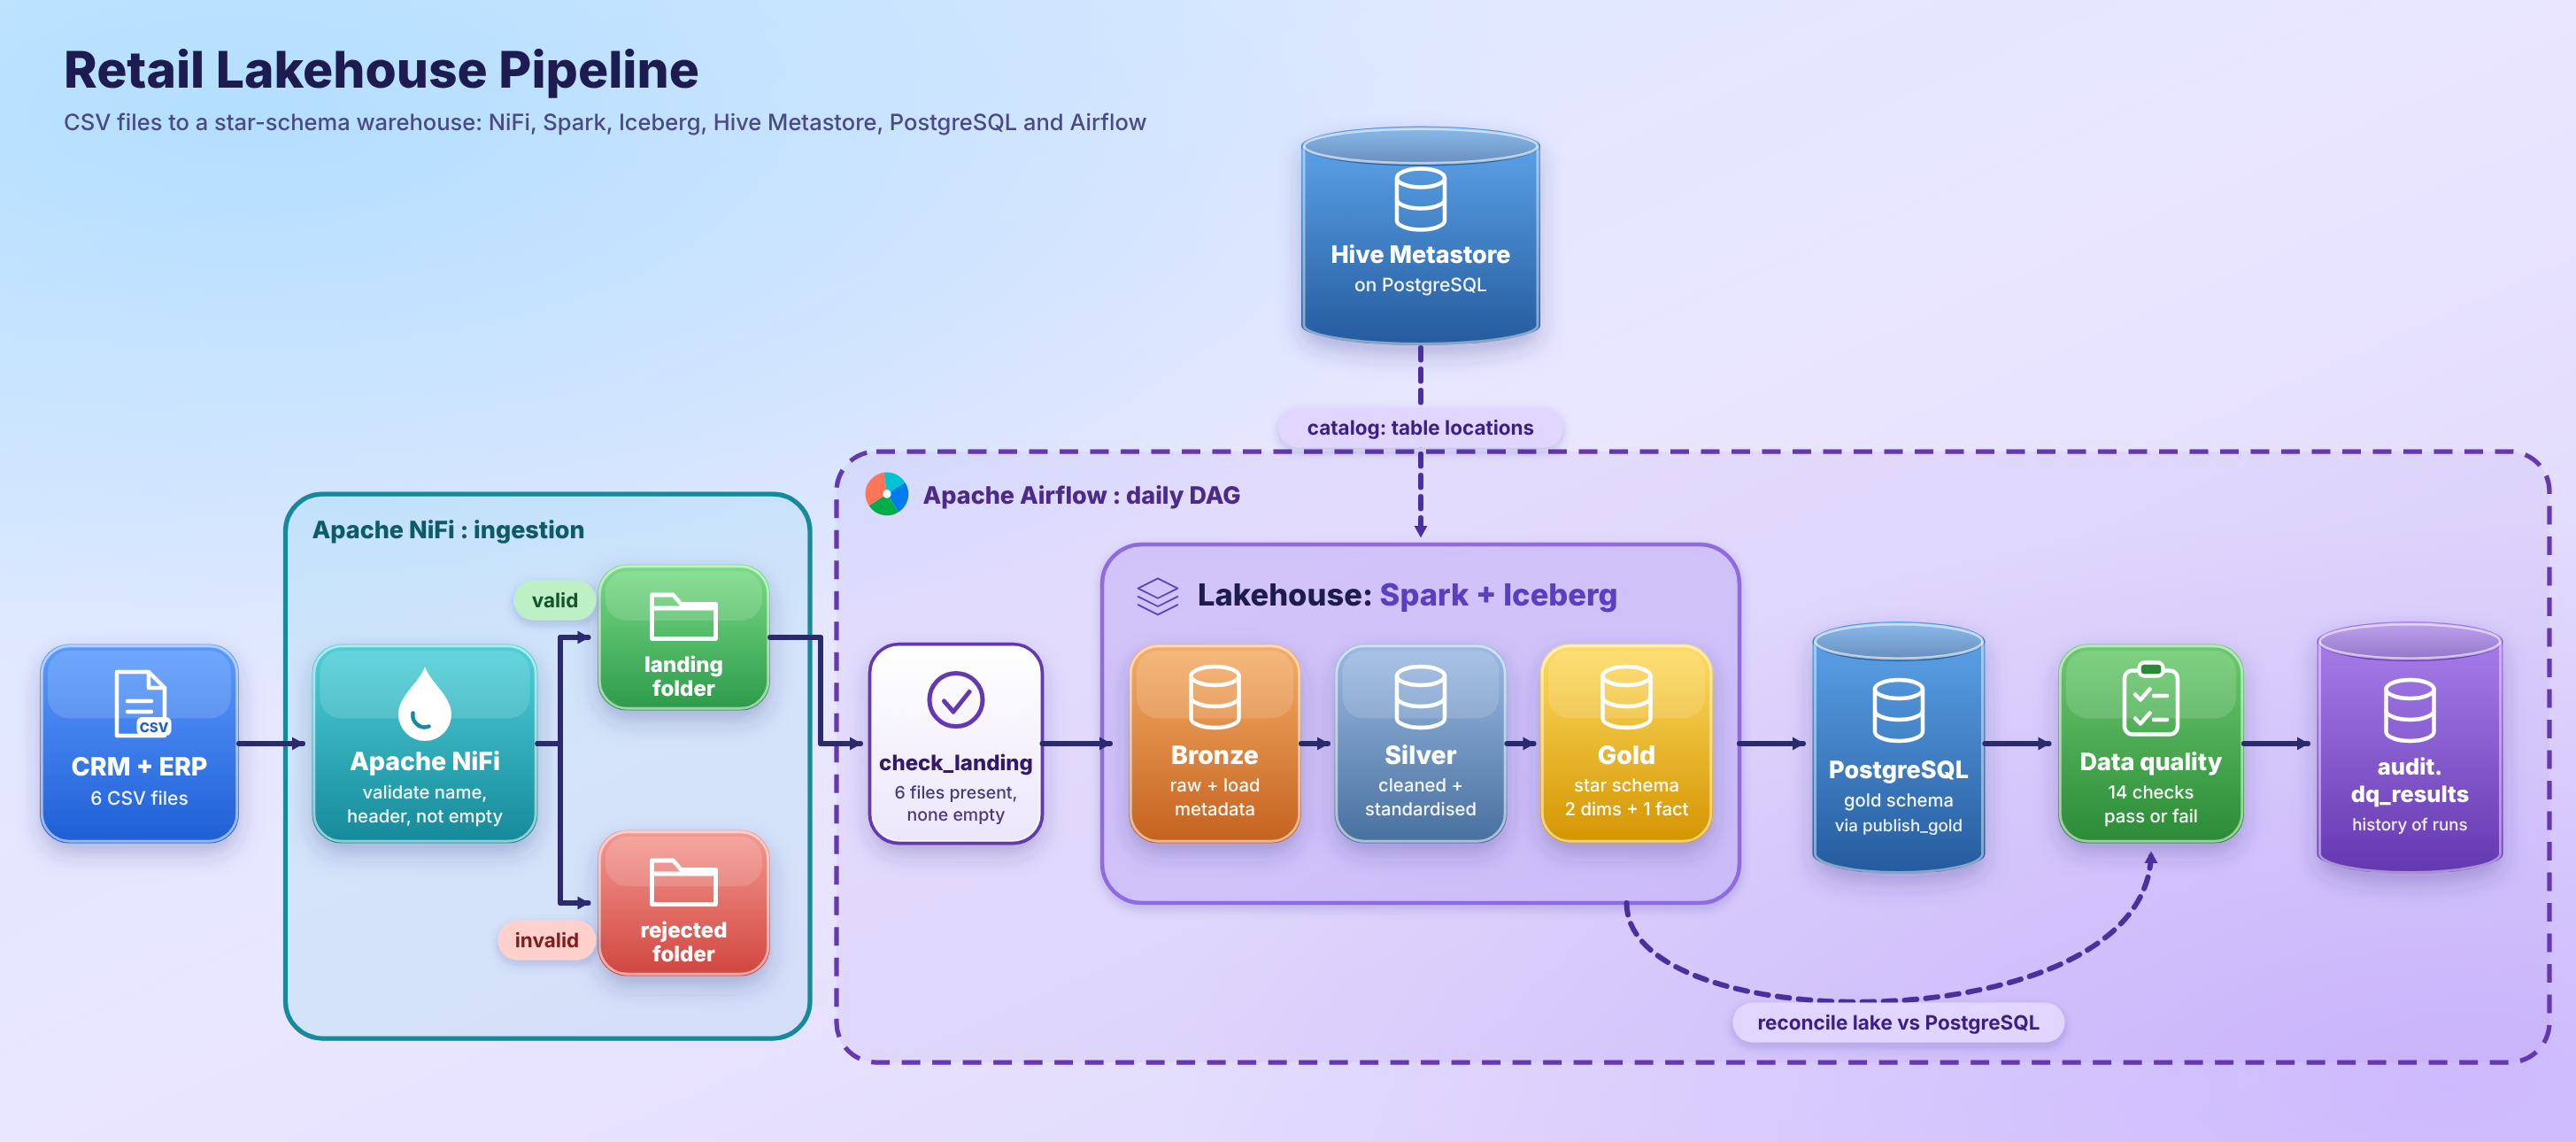 Retail Lakehouse Pipeline
CSV files to a star-schema warehouse: NiFi, Spark, Iceberg, Hive Metastore, PostgreSQL and Airflow
Hive Metastore
on PostgreSQL
catalog: table locations
Apache NiFi : ingestion
CSV
CRM + ERP
6 CSV files
Apache NiFi
validate name,
header, not empty
valid
landing
folder
invalid
rejected
folder
Apache Airflow : daily DAG
check_landing
6 files present,
none empty
Lakehouse: Spark + Iceberg
Bronze
raw + load
metadata
Silver
cleaned +
standardised
Gold
star schema
2 dims + 1 fact
PostgreSQL
gold schema
via publish_gold
Data quality
14 checks
pass or fail
audit.
dq_results
history of runs
reconcile lake vs PostgreSQL